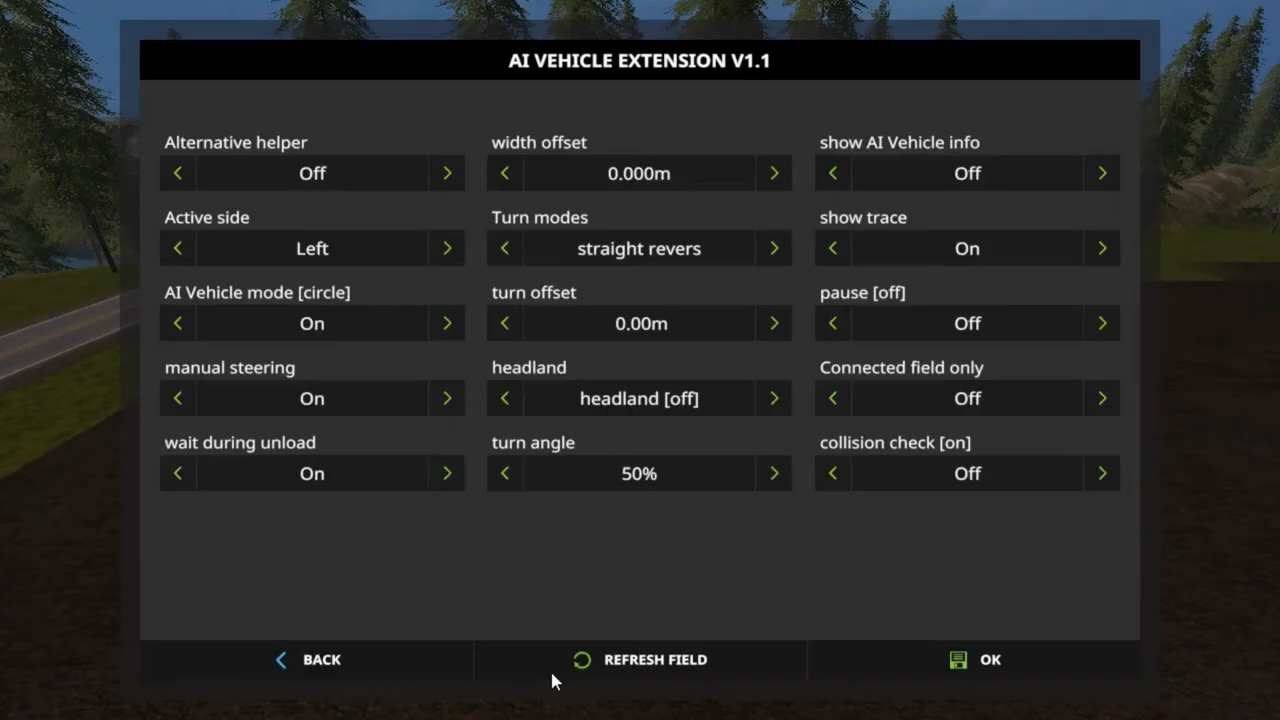 AI VEHICLE EXTENSION V1.1
Alternative helper
Off
width offset
0.000m
show AI Vehicle info
Off
Active side
Left
Turn modes
straight revers
show trace
On
AI Vehicle mode [circle]
On
turn offset
0.00m
pause [off]
Off
manual steering
On
headland
headland [off]
Connected field only
Off
wait during unload
On
turn angle
50%
collision check [on]
Off
BACK
REFRESH FIELD
OK